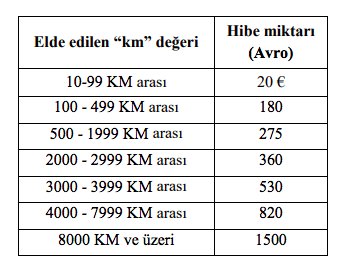 Elde edilen “km” değeri
Hibe miktarı
(Avro)
10-99 KM arası
20 €
100 - 499 KM arası
180
500 - 1999 KM arası
275
2000 - 2999 KM arası
360
3000 - 3999 KM arası
530
4000 - 7999 KM arası
820
8000 KM ve üzeri
1500